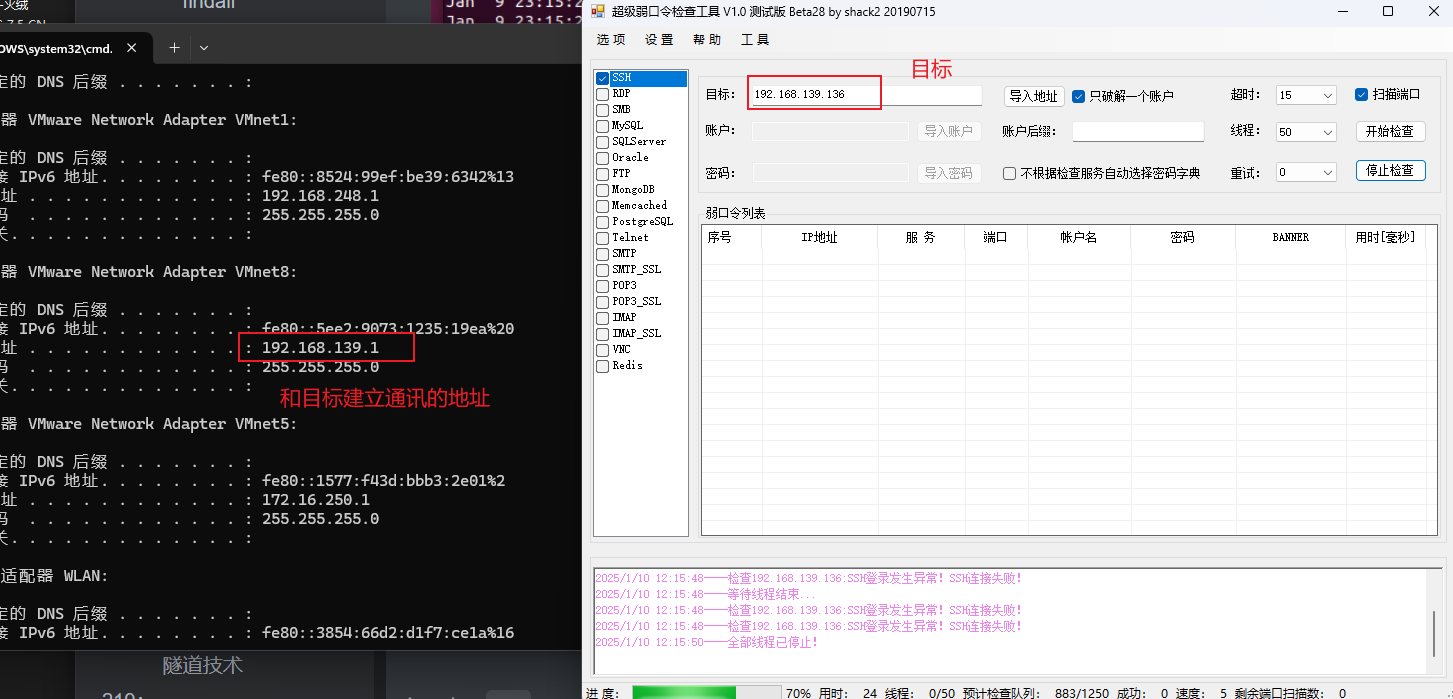 -火绒
findall
Jan  9 23:15:2
OWS\system32\cmd.
定的 DNS 后缀 . . . . . . . :
器 VMware Network Adapter VMnet1:
定的 DNS 后缀 . . . . . . . :
接 IPv6 地址. . . . . . . . : fe80::8524:99ef:be39:6342%13
址 . . . . . . . . . . . . : 192.168.248.1
码 . . . . . . . . . . . . : 255.255.255.0
关. . . . . . . . . . . . . :
器 VMware Network Adapter VMnet8:
定的 DNS 后缀 . . . . . . . :
接 IPv6 地址. . . . . . . . : fe80::5ee2:9073:1235:19ea%20
址 . . . . . . . . . . . . : 192.168.139.1
码 . . . . . . . . . . . . : 255.255.255.0
关. . . . . . . . . . . . . :
和目标建立通讯的地址
器 VMware Network Adapter VMnet5:
定的 DNS 后缀 . . . . . . . :
接 IPv6 地址. . . . . . . . : fe80::1577:f43d:bbb3:2e01%2
址 . . . . . . . . . . . . : 172.16.250.1
码 . . . . . . . . . . . . : 255.255.255.0
关. . . . . . . . . . . . . :
适配器 WLAN:
定的 DNS 后缀 . . . . . . . :
接 IPv6 地址. . . . . . . . : fe80::3854:66d2:d1f7:ce1a%16
隧道技术
超级弱口令检查工具 V1.0 测试版 Beta28 by shack2 20190715
选项 设置 帮助 工具
目标
SSH
RDP
SMB
MySQL
SQLServer
Oracle
FTP
MongoDB
Memcached
PostgreSQL
Telnet
SMTP
SMTP_SSL
POP3
POP3_SSL
IMAP
IMAP_SSL
VNC
Redis
目标: 192.168.139.136 导入地址 只破解一个账户 超时: 15 扫描端口
账户: 导入账户 账户后缀: 线程: 50 开始检查
密码: 导入密码 不根据检查服务自动选择密码字典 重试: 0 停止检查
弱口令列表
序号 IP地址 服 务 端口 帐户名 密码 BANNER 用时[毫秒]
2025/1/10 12:15:48----检查192.168.139.136:SSH登录发生异常！SSH连接失败!
2025/1/10 12:15:48----等待线程结束...
2025/1/10 12:15:48----检查192.168.139.136:SSH登录发生异常！SSH连接失败!
2025/1/10 12:15:48----检查192.168.139.136:SSH登录发生异常！SSH连接失败!
2025/1/10 12:15:50----全部线程已停止!
进 度: 70% 用时: 24 线程: 0/50 预计检查队列: 883/1250 成功: 0 速度: 5 剩余端口扫描数: 0